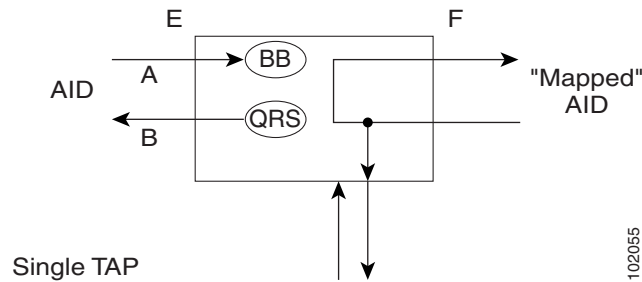 E
F
A
BB
AID
"Mapped"
AID
QRS
B
Single TAP
102055